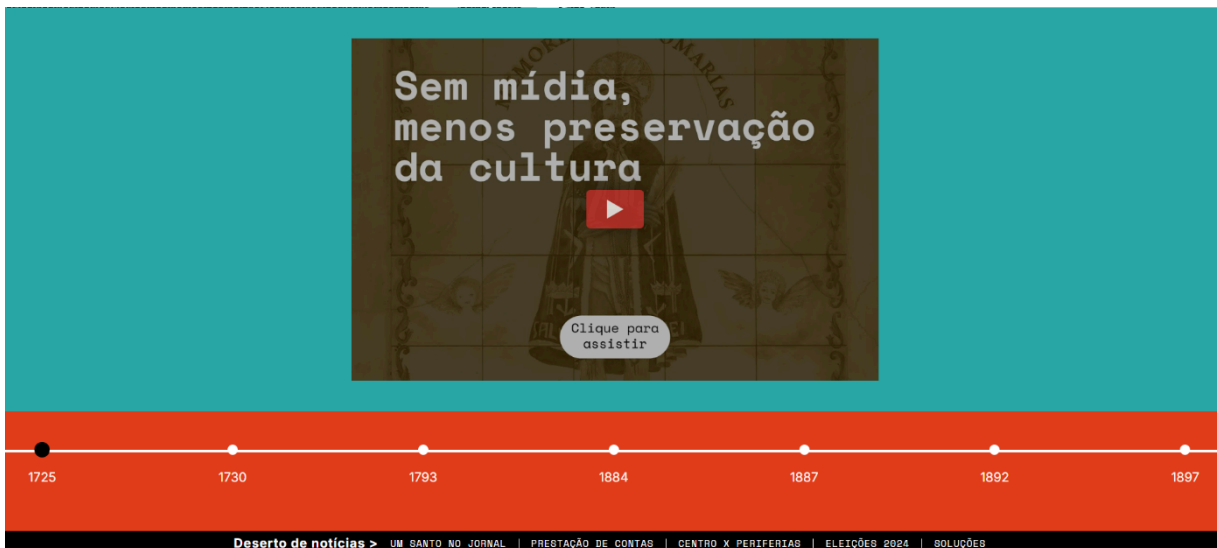 Sem mídia,
menos preservação
da cultura
Clique para
assistir
1725 1730 1793 1884 1887 1892 1897
Deserto de notícias > UM SANTO NO JORNAL | PRESTAÇÃO DE CONTAS | CENTRO X PERIFERIAS | ELEIÇÕES 2024 | SOLUÇÕES